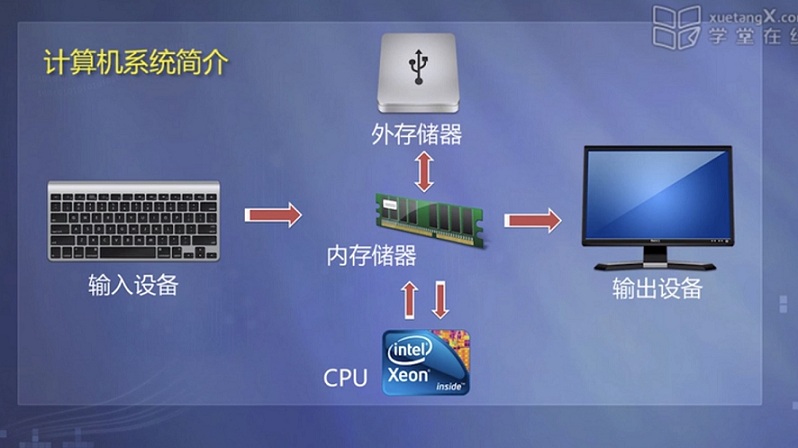 xuetangX.co
学堂在线
计算机系统简介
外存储器
内存储器
输入设备
输出设备
CPU
intel
Xeon
inside